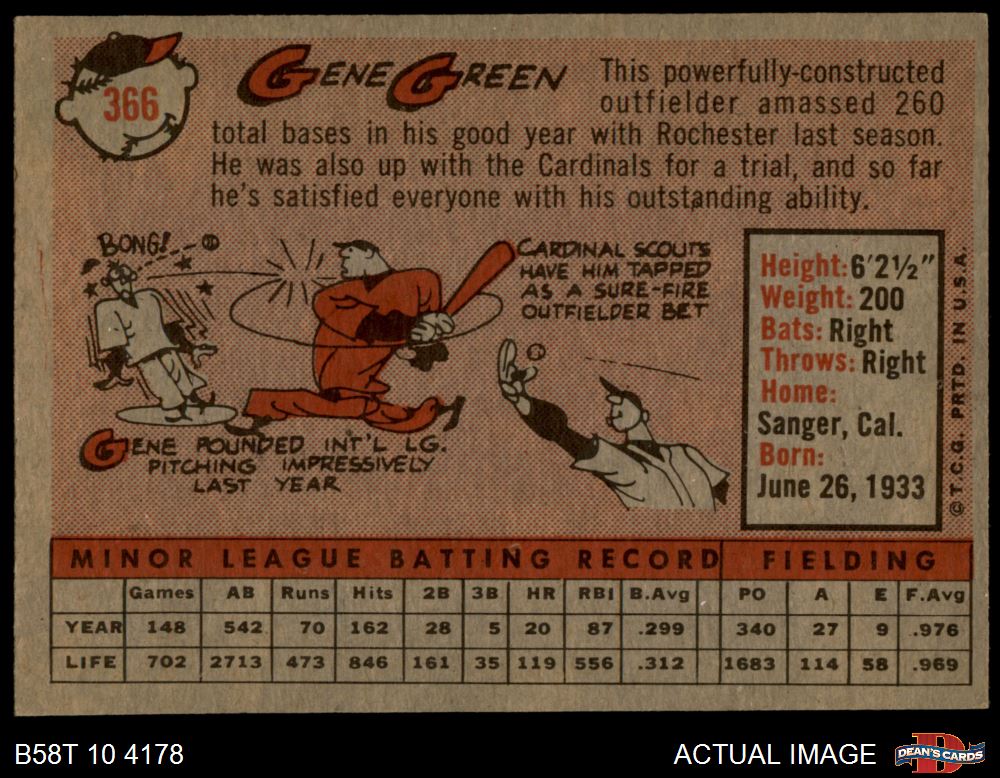 366
GENE GREEN
This powerfully-constructed
outfielder amassed 260
total bases in his good year with Rochester last season.
He was also up with the Cardinals for a trial, and so far
he's satisfied everyone with his outstanding ability.
BONG!
CARDINAL SCOUTS
HAVE HIM TAPPED
AS A SURE-FIRE
OUTFIELDER BET
GENE POUNDED INT'L LG.
PITCHING IMPRESSIVELY
LAST YEAR
Height: 6'2½"
Weight: 200
Bats: Right
Throws: Right
Home:
Sanger, Cal.
Born:
June 26, 1933
© T.C.G. PRTD. IN U.S.A.
MINOR LEAGUE BATTING RECORD FIELDING
Games AB Runs Hits 2B 3B HR RBI B.Avg PO A E F.Avg
YEAR 148 542 70 162 28 5 20 87 .299 340 27 9 .976
LIFE 702 2713 473 846 161 35 119 556 .312 1683 114 58 .969
B58T 10 4178
ACTUAL IMAGE
DEAN'S CARDS